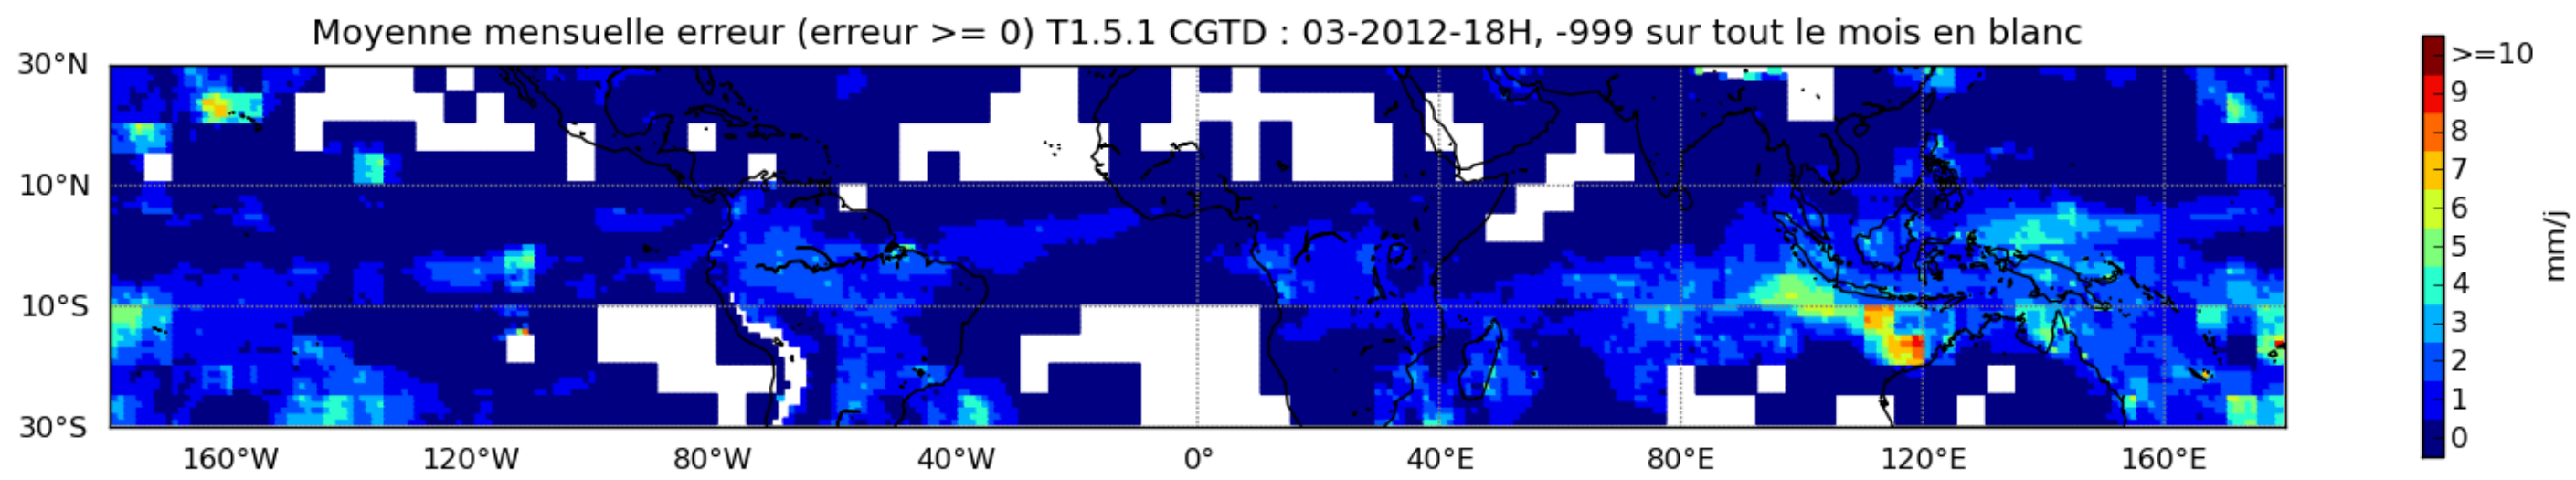 Moyenne mensuelle erreur (erreur >= 0) T1.5.1 CGTD : 03-2012-18H, -999 sur tout le mois en blanc
30°N
10°N
10°S
30°S
160°W 120°W 80°W 40°W 0° 40°E 80°E 120°E 160°E
>=10
9
8
7
6
5
4
3
2
1
0
mm/j